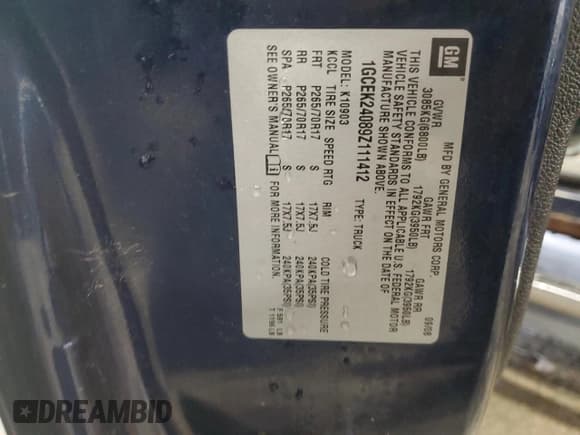 GM
MFD BY GENERAL MOTORS CORP 09/08
GVWR GAWR FRT GAWR RR
3085KG(6800LB) 1792KG(3950LB) 1792KG(3950LB)
THIS VEHICLE CONFORMS TO ALL APPLICABLE U.S. FEDERAL MOTOR
VEHICLE SAFETY STANDARDS IN EFFECT ON THE DATE OF
MANUFACTURE SHOWN ABOVE.
1GCEK24089Z111412 TYPE: TRUCK
MODEL: K10903
KCCL TIRE SIZE SPEED RTG RIM COLD TIRE PRESSURE
FRT P265/70R17 S 17X7.5J 240KPA(35PSI)
RR P265/70R17 S 17X7.5J 240KPA(35PSI)
SPA P265/70R17 S 17X7.5J 240KPA(35PSI)
SEE OWNER'S MANUAL FOR MORE INFORMATION.
DREAMBID